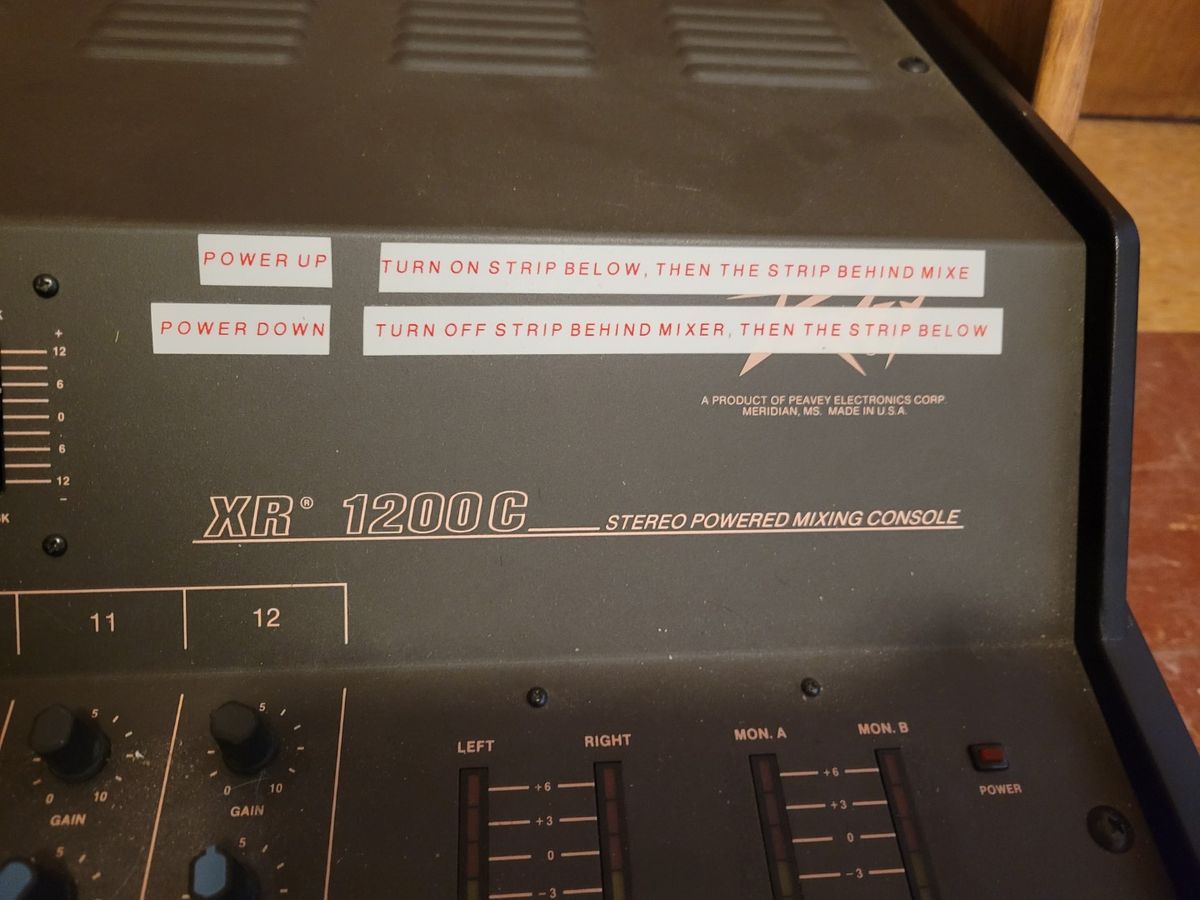 POWER UP TURN ON STRIP BELOW, THEN THE STRIP BEHIND MIXE
POWER DOWN TURN OFF STRIP BEHIND MIXER, THEN THE STRIP BELOW
A PRODUCT OF PEAVEY ELECTRONICS CORP.
MERIDIAN, MS. MADE IN U.S.A.
+
12
6
0
6
12
–
XR® 1200C STEREO POWERED MIXING CONSOLE
11 12
5 5
0 10 0 10
GAIN GAIN
5 5
LEFT RIGHT MON. A MON. B
+6 +6
+3 +3
0 0
–3 –3
POWER